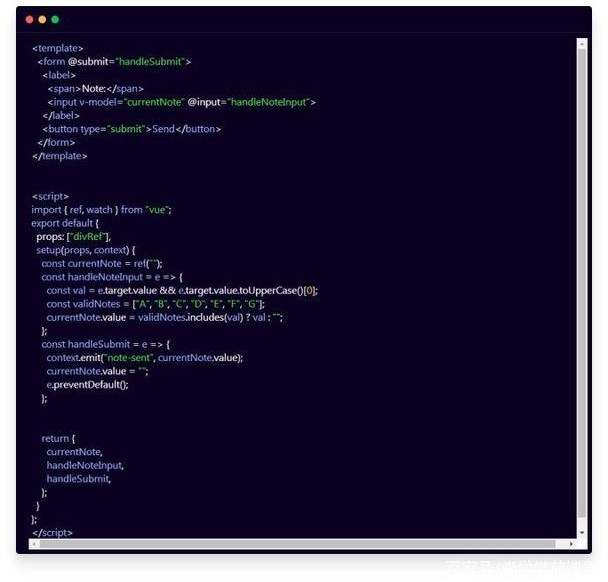 <template>
  <form @submit="handleSubmit">
    <label>
      <span>Note:</span>
      <input v-model="currentNote" @input="handleNoteInput">
    </label>
    <button type="submit">Send</button>
  </form>
</template>
<script>
import { ref, watch } from "vue";
export default {
  props: ["divRef"],
  setup(props, context) {
    const currentNote = ref("");
    const handleNoteInput = e => {
      const val = e.target.value && e.target.value.toUpperCase()[0];
      const validNotes = ["A", "B", "C", "D", "E", "F", "G"];
      currentNote.value = validNotes.includes(val) ? val : "";
    };
    const handleSubmit = e => {
      context.emit("note-sent", currentNote.value);
      currentNote.value = "";
      e.preventDefault();
    };
    return {
      currentNote,
      handleNoteInput,
      handleSubmit,
    };
  }
};
</script>